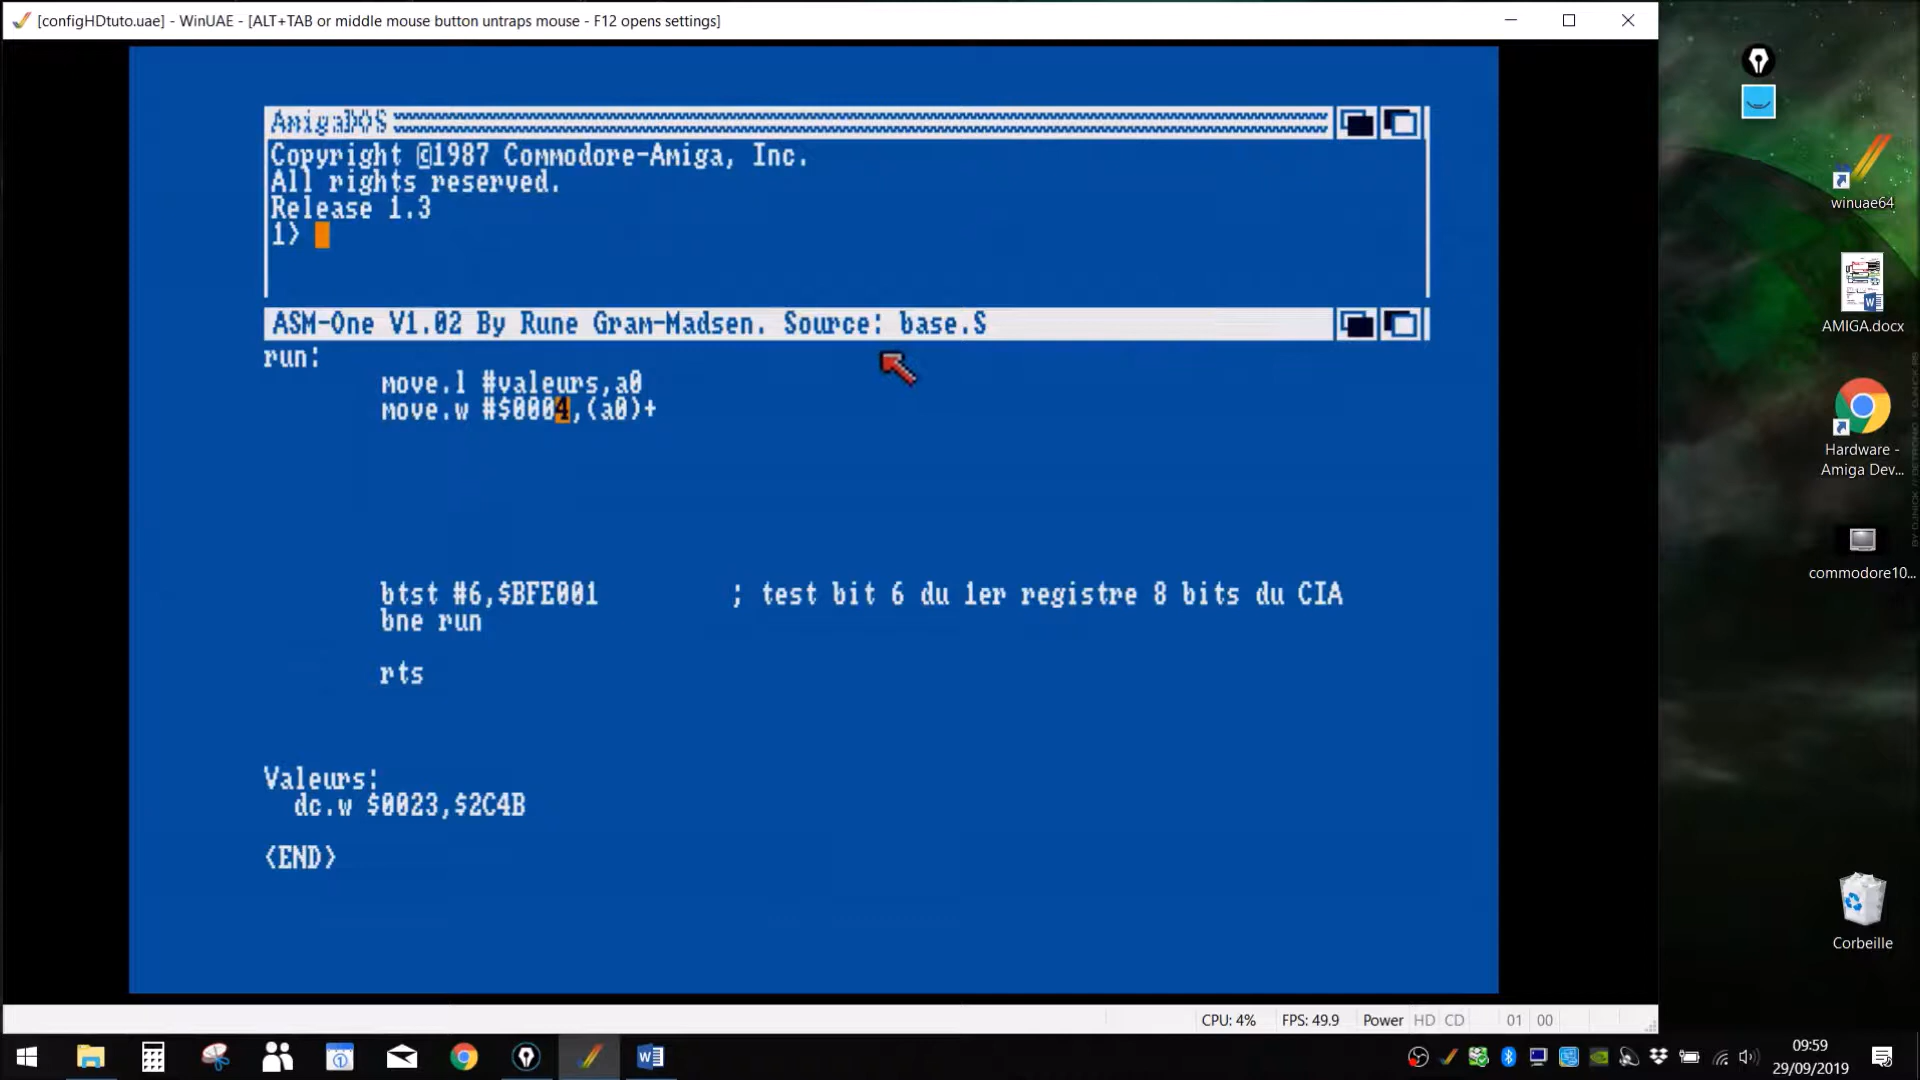 [configHDtuto.uae] - WinUAE - [ALT+TAB or middle mouse button untraps mouse - F12 opens settings]
AmigaDOS
Copyright ©1987 Commodore-Amiga, Inc.
All rights reserved.
Release 1.3
1>
ASM-One V1.02 By Rune Gram-Madsen. Source: base.S
run:
move.l #valeurs,a0
move.w #$0004,(a0)+
btst #6,$BFE001 ; test bit 6 du 1er registre 8 bits du CIA
bne run
rts
Valeurs:
dc.w $0023,$2C4B
<END>
CPU: 4% FPS: 49.9 Power HD CD 01 00
winuae64
AMIGA.docx
Hardware -
Amiga Dev...
commodore10...
Corbeille
09:59
29/09/2019